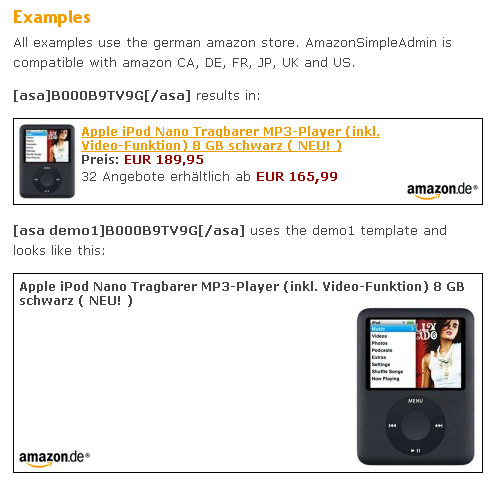 Examples
All examples use the german amazon store. AmazonSimpleAdmin is
compatible with amazon CA, DE, FR, JP, UK and US.
[asa]B000B9TV9G[/asa] results in:
Apple iPod Nano Tragbarer MP3-Player (inkl.
Video-Funktion) 8 GB schwarz ( NEU! )
Preis: EUR 189,95
32 Angebote erhältlich ab EUR 165,99
amazon.de®
[asa demo1]B000B9TV9G[/asa] uses the demo1 template and
looks like this:
Apple iPod Nano Tragbarer MP3-Player (inkl. Video-Funktion) 8 GB
schwarz ( NEU! )
Music
Videos
Photos
Podcasts
Extras
Settings
Shuffle Songs
Now Playing
MENU
amazon.de®